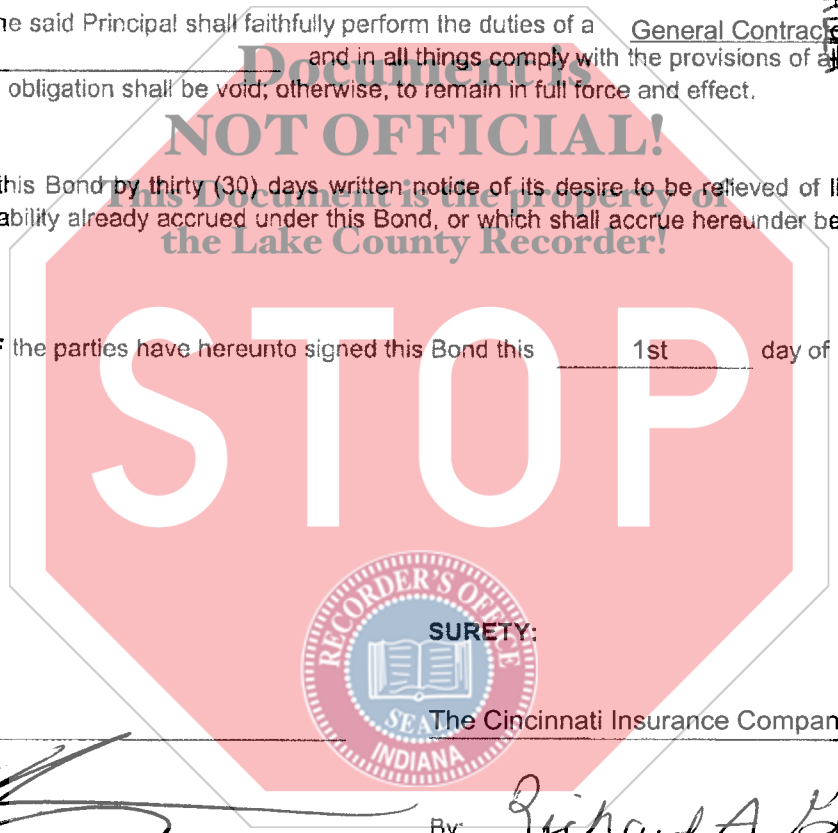 ne said Principal shall faithfully perform the duties of a General Contrac
and in all things comply with the provisions of al
obligation shall be void; otherwise, to remain in full force and effect.
Document is
NOT OFFICIAL!
This Document is the property of
the Lake County Recorder!
this Bond by thirty (30) days written notice of its desire to be relieved of li
ability already accrued under this Bond, or which shall accrue hereunder be
the parties have hereunto signed this Bond this 1st day of
STOP
RECORDER'S OFFICE
SEAL
INDIANA
SURETY:
The Cincinnati Insurance Compan
By: Richard A